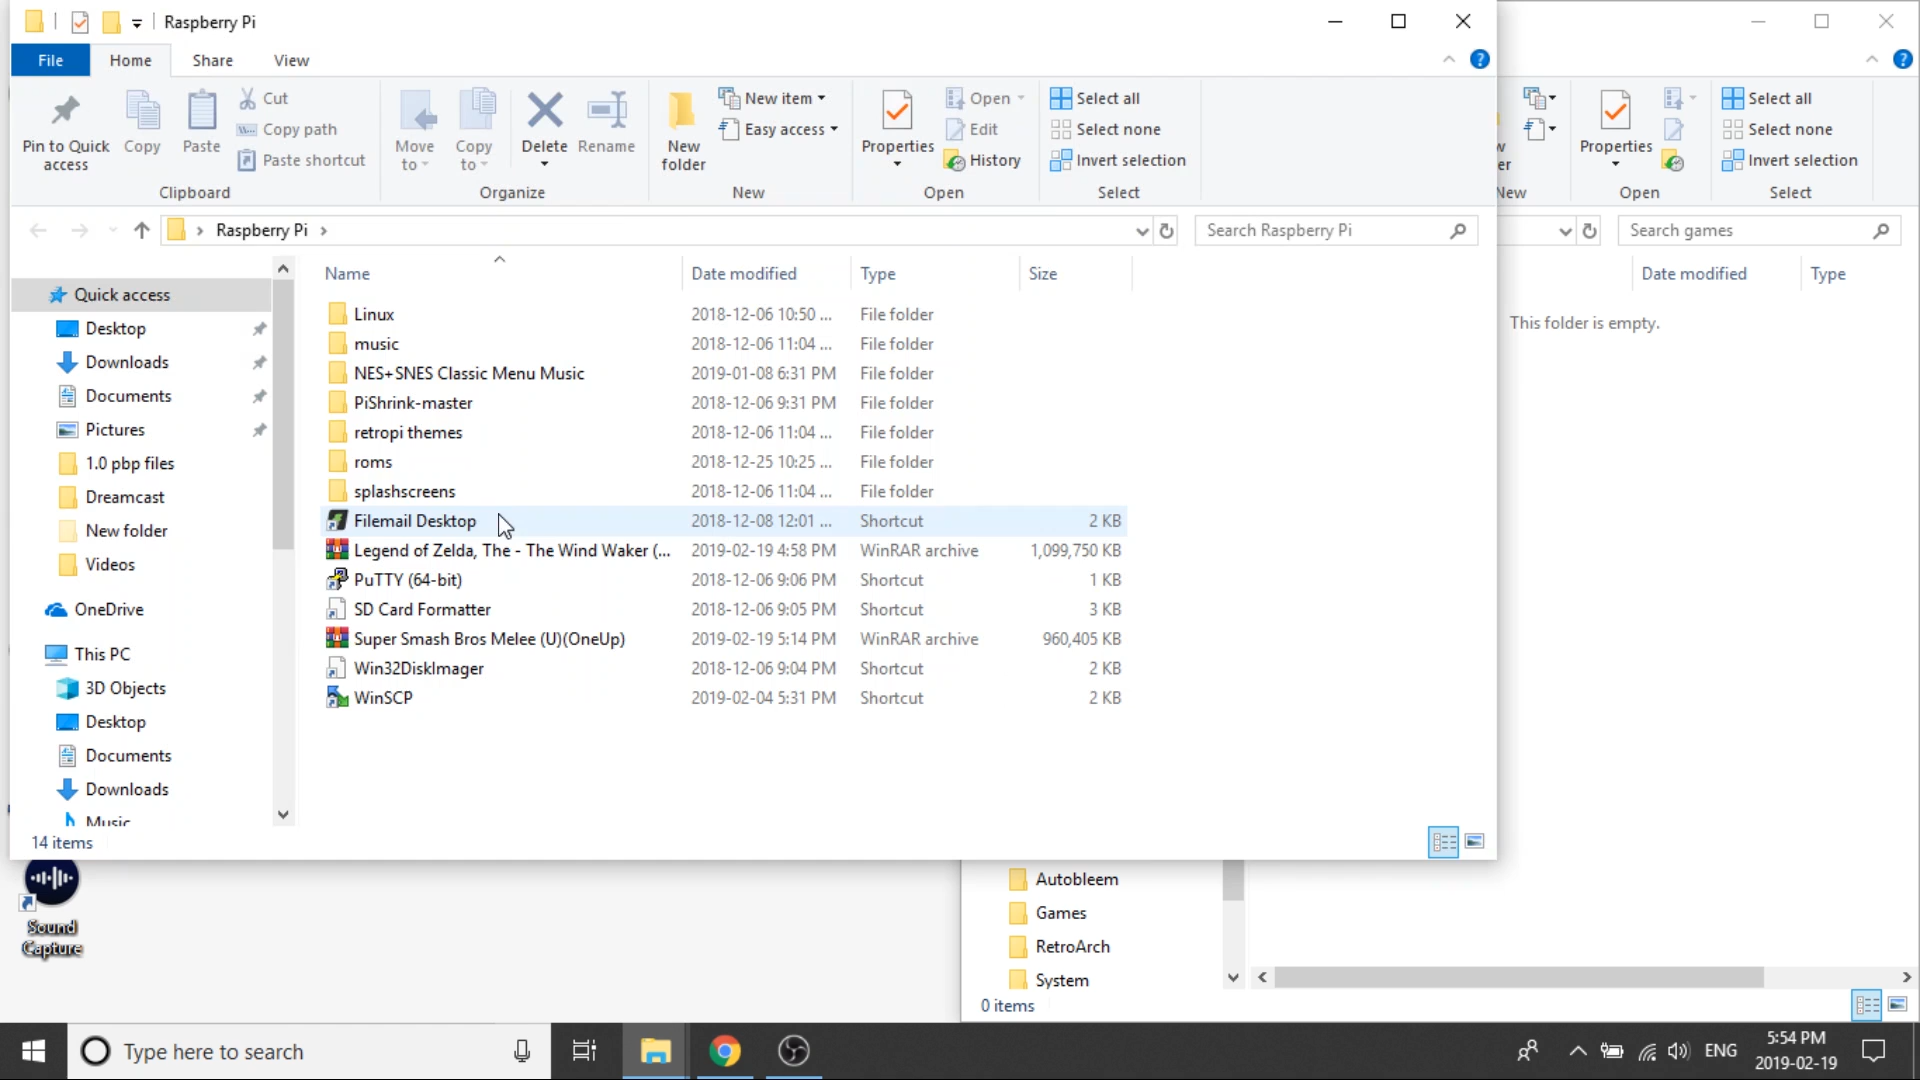 Raspberry Pi
File Home Share View
Pin to Quick access
Copy
Paste
Cut
Copy path
Paste shortcut
Clipboard
Move to
Copy to
Delete
Rename
Organize
New folder
New item
Easy access
New
Properties
Open
Edit
History
Open
Select all
Select none
Invert selection
Select
Properties
Open
Select all
Select none
Invert selection
Select
New
Raspberry Pi
Search Raspberry Pi
Search games
Name Date modified Type Size
Date modified Type
This folder is empty.
Quick access
Desktop
Downloads
Documents
Pictures
1.0 pbp files
Dreamcast
New folder
Videos
OneDrive
This PC
3D Objects
Desktop
Documents
Downloads
Music
Linux 2018-12-06 10:50 ... File folder
music 2018-12-06 11:04 ... File folder
NES+SNES Classic Menu Music 2019-01-08 6:31 PM File folder
PiShrink-master 2018-12-06 9:31 PM File folder
retropi themes 2018-12-06 11:04 ... File folder
roms 2018-12-25 10:25 ... File folder
splashscreens 2018-12-06 11:04 ... File folder
Filemail Desktop 2018-12-08 12:01 ... Shortcut 2 KB
Legend of Zelda, The - The Wind Waker (... 2019-02-19 4:58 PM WinRAR archive 1,099,750 KB
PuTTY (64-bit) 2018-12-06 9:06 PM Shortcut 1 KB
SD Card Formatter 2018-12-06 9:05 PM Shortcut 3 KB
Super Smash Bros Melee (U)(OneUp) 2019-02-19 5:14 PM WinRAR archive 960,405 KB
Win32DiskImager 2018-12-06 9:04 PM Shortcut 2 KB
WinSCP 2019-02-04 5:31 PM Shortcut 2 KB
14 items
Sound
Capture
Autobleem
Games
RetroArch
System
0 items
Type here to search
ENG
5:54 PM
2019-02-19